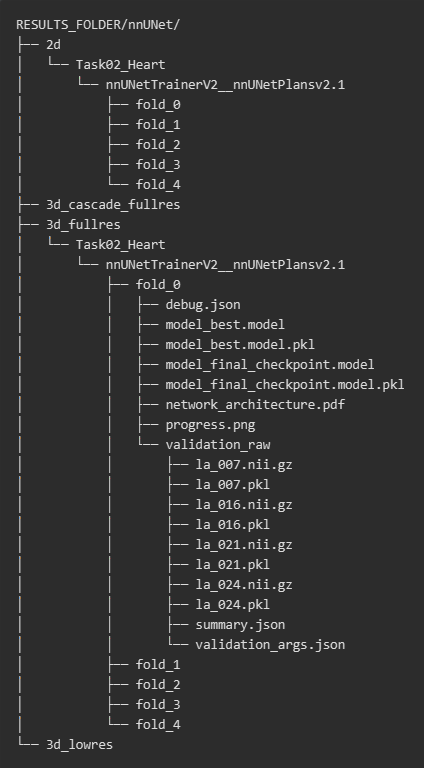 RESULTS_FOLDER/nnUNet/
├── 2d
│   └── Task02_Heart
│       └── nnUNetTrainerV2__nnUNetPlansv2.1
│           ├── fold_0
│           ├── fold_1
│           ├── fold_2
│           ├── fold_3
│           └── fold_4
├── 3d_cascade_fullres
├── 3d_fullres
│   └── Task02_Heart
│       └── nnUNetTrainerV2__nnUNetPlansv2.1
│           ├── fold_0
│           │   ├── debug.json
│           │   ├── model_best.model
│           │   ├── model_best.model.pkl
│           │   ├── model_final_checkpoint.model
│           │   ├── model_final_checkpoint.model.pkl
│           │   ├── network_architecture.pdf
│           │   ├── progress.png
│           │   └── validation_raw
│           │       ├── la_007.nii.gz
│           │       ├── la_007.pkl
│           │       ├── la_016.nii.gz
│           │       ├── la_016.pkl
│           │       ├── la_021.nii.gz
│           │       ├── la_021.pkl
│           │       ├── la_024.nii.gz
│           │       ├── la_024.pkl
│           │       ├── summary.json
│           │       └── validation_args.json
│           ├── fold_1
│           ├── fold_2
│           ├── fold_3
│           └── fold_4
└── 3d_lowres